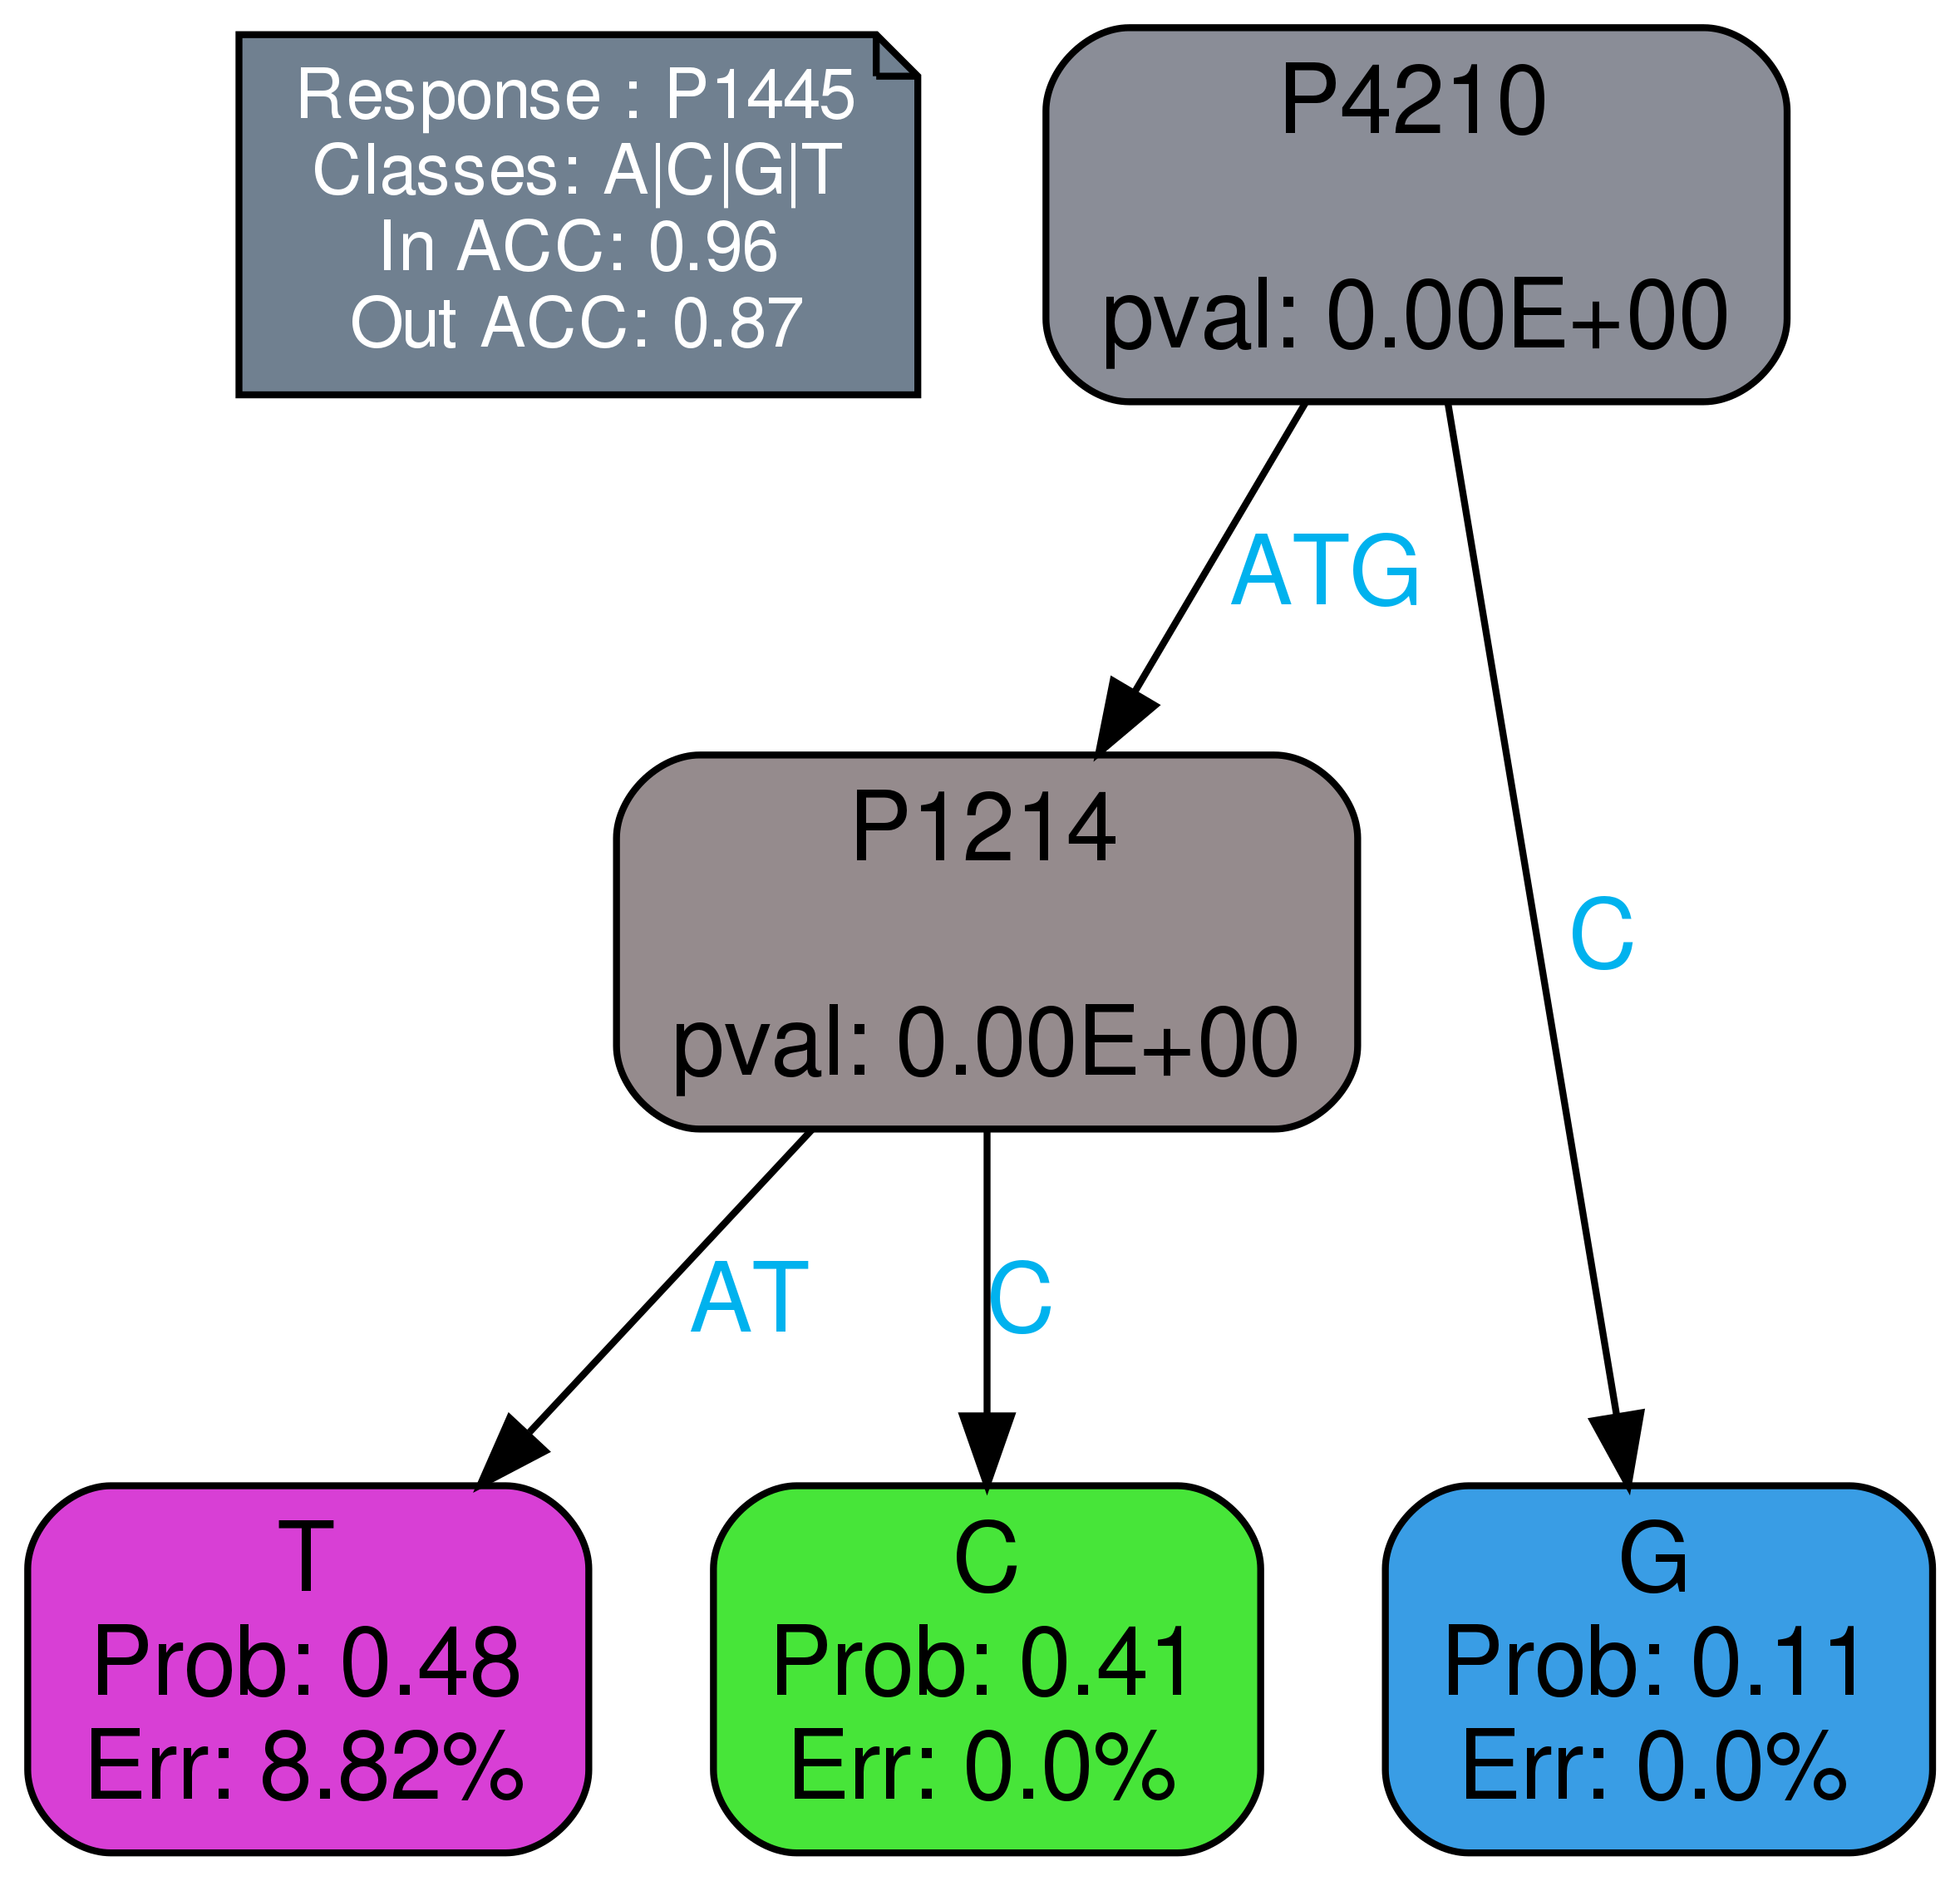 Response : P1445
Classes: A|C|G|T
In ACC: 0.96
Out ACC: 0.87
P4210
pval: 0.00E+00
ATG
C
P1214
pval: 0.00E+00
AT
C
T
Prob: 0.48
Err: 8.82%
C
Prob: 0.41
Err: 0.0%
G
Prob: 0.11
Err: 0.0%